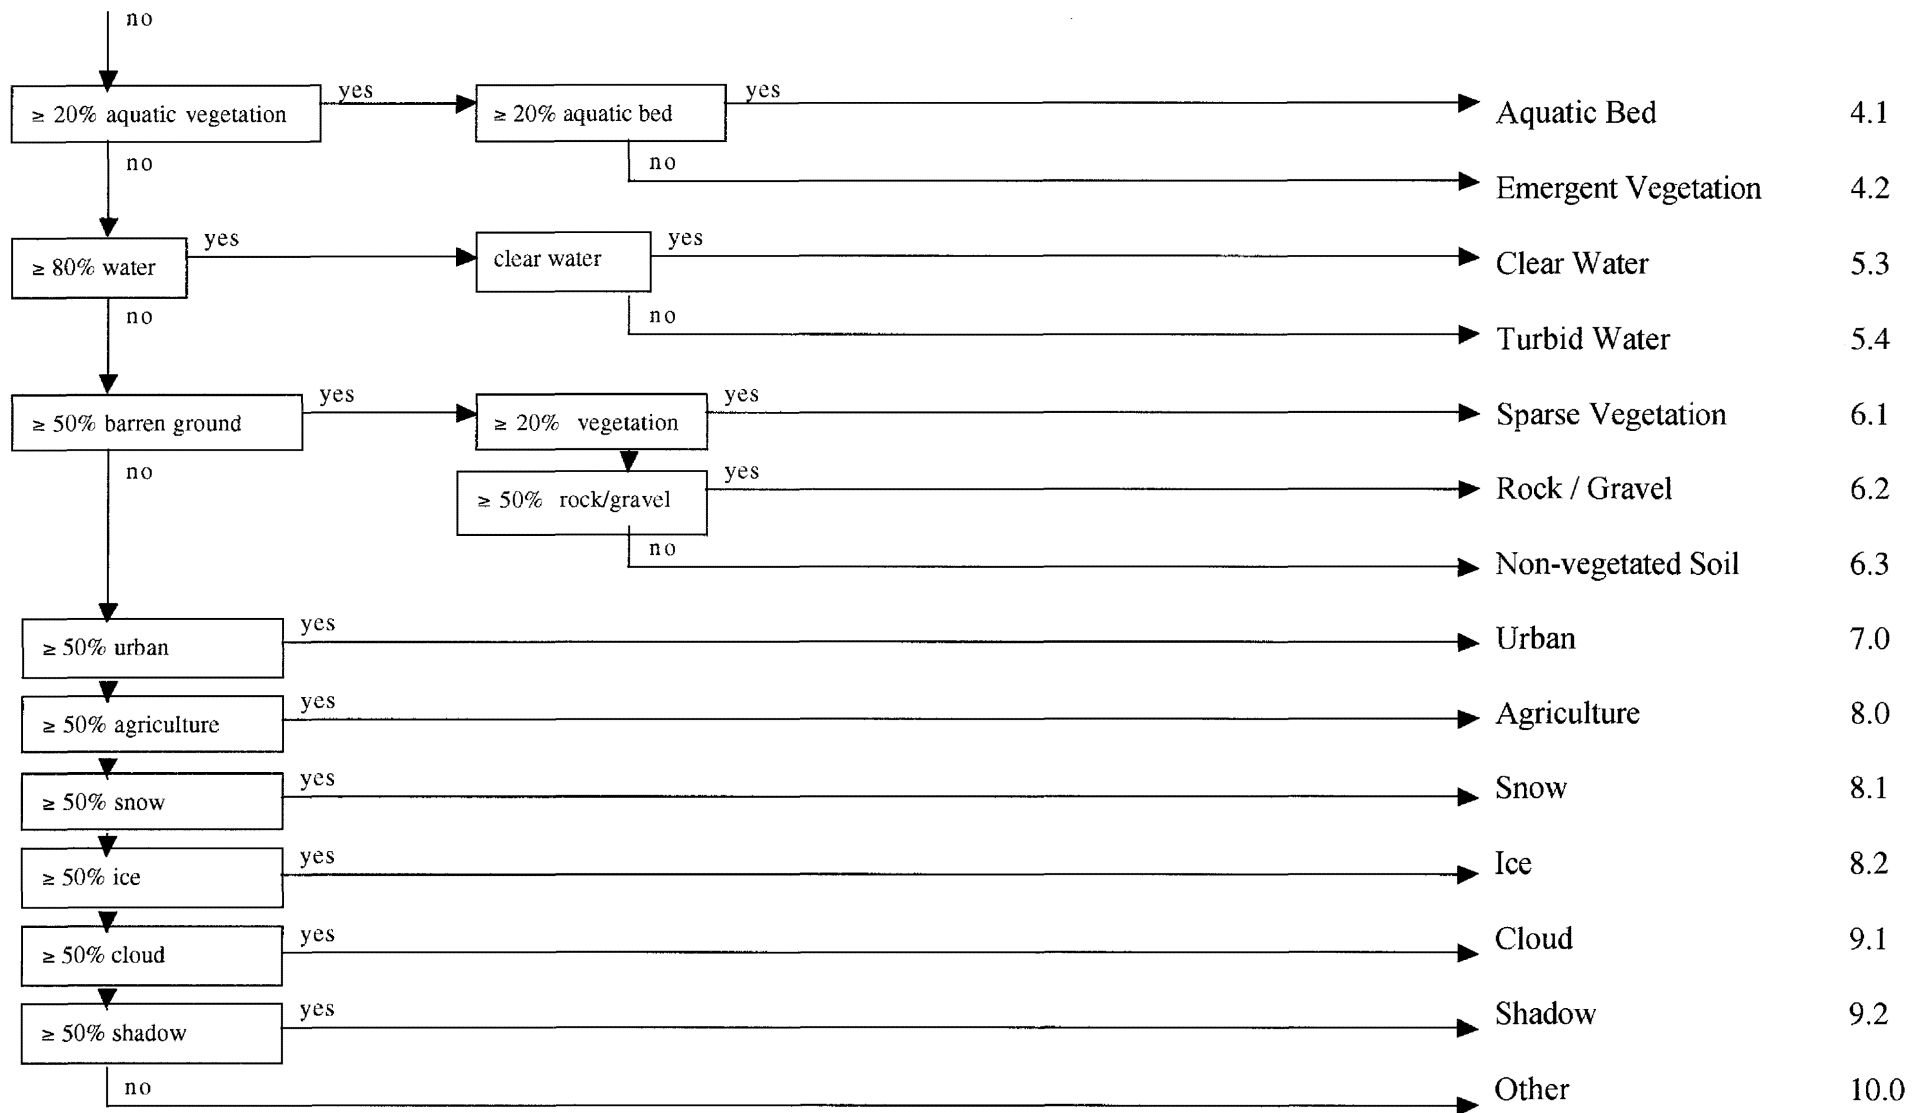 no
≥ 20% aquatic vegetation yes ≥ 20% aquatic bed yes Aquatic Bed 4.1
no no Emergent Vegetation 4.2
≥ 80% water yes clear water yes Clear Water 5.3
no no Turbid Water 5.4
≥ 50% barren ground yes ≥ 20% vegetation yes Sparse Vegetation 6.1
no ≥ 50% rock/gravel yes Rock / Gravel 6.2
no Non-vegetated Soil 6.3
≥ 50% urban yes Urban 7.0
≥ 50% agriculture yes Agriculture 8.0
≥ 50% snow yes Snow 8.1
≥ 50% ice yes Ice 8.2
≥ 50% cloud yes Cloud 9.1
≥ 50% shadow yes Shadow 9.2
no Other 10.0